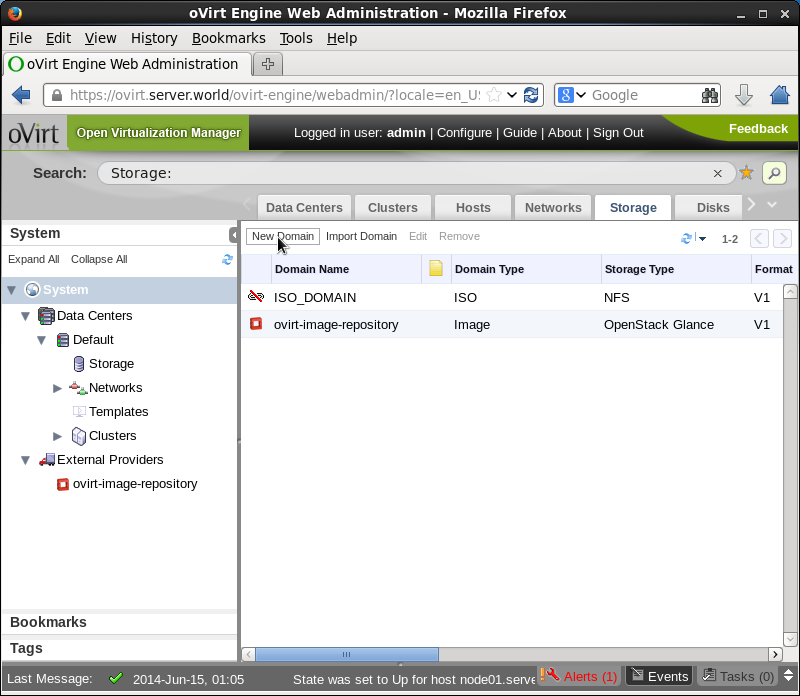 oVirt Engine Web Administration - Mozilla Firefox
File Edit View History Bookmarks Tools Help
oVirt Engine Web Administration
https://ovirt.server.world/ovirt-engine/webadmin/?locale=en_U
Google
oVirt Open Virtualization Manager
Logged in user: admin | Configure | Guide | About | Sign Out
Feedback
Search: Storage:
Data Centers Clusters Hosts Networks Storage Disks
System
Expand All Collapse All
System
Data Centers
Default
Storage
Networks
Templates
Clusters
External Providers
ovirt-image-repository
Bookmarks
Tags
New Domain Import Domain Edit Remove
1-2
Domain Name Domain Type Storage Type Format
ISO_DOMAIN ISO NFS V1
ovirt-image-repository Image OpenStack Glance V1
Last Message: 2014-Jun-15, 01:05 State was set to Up for host node01.serve
Alerts (1) Events Tasks (0)